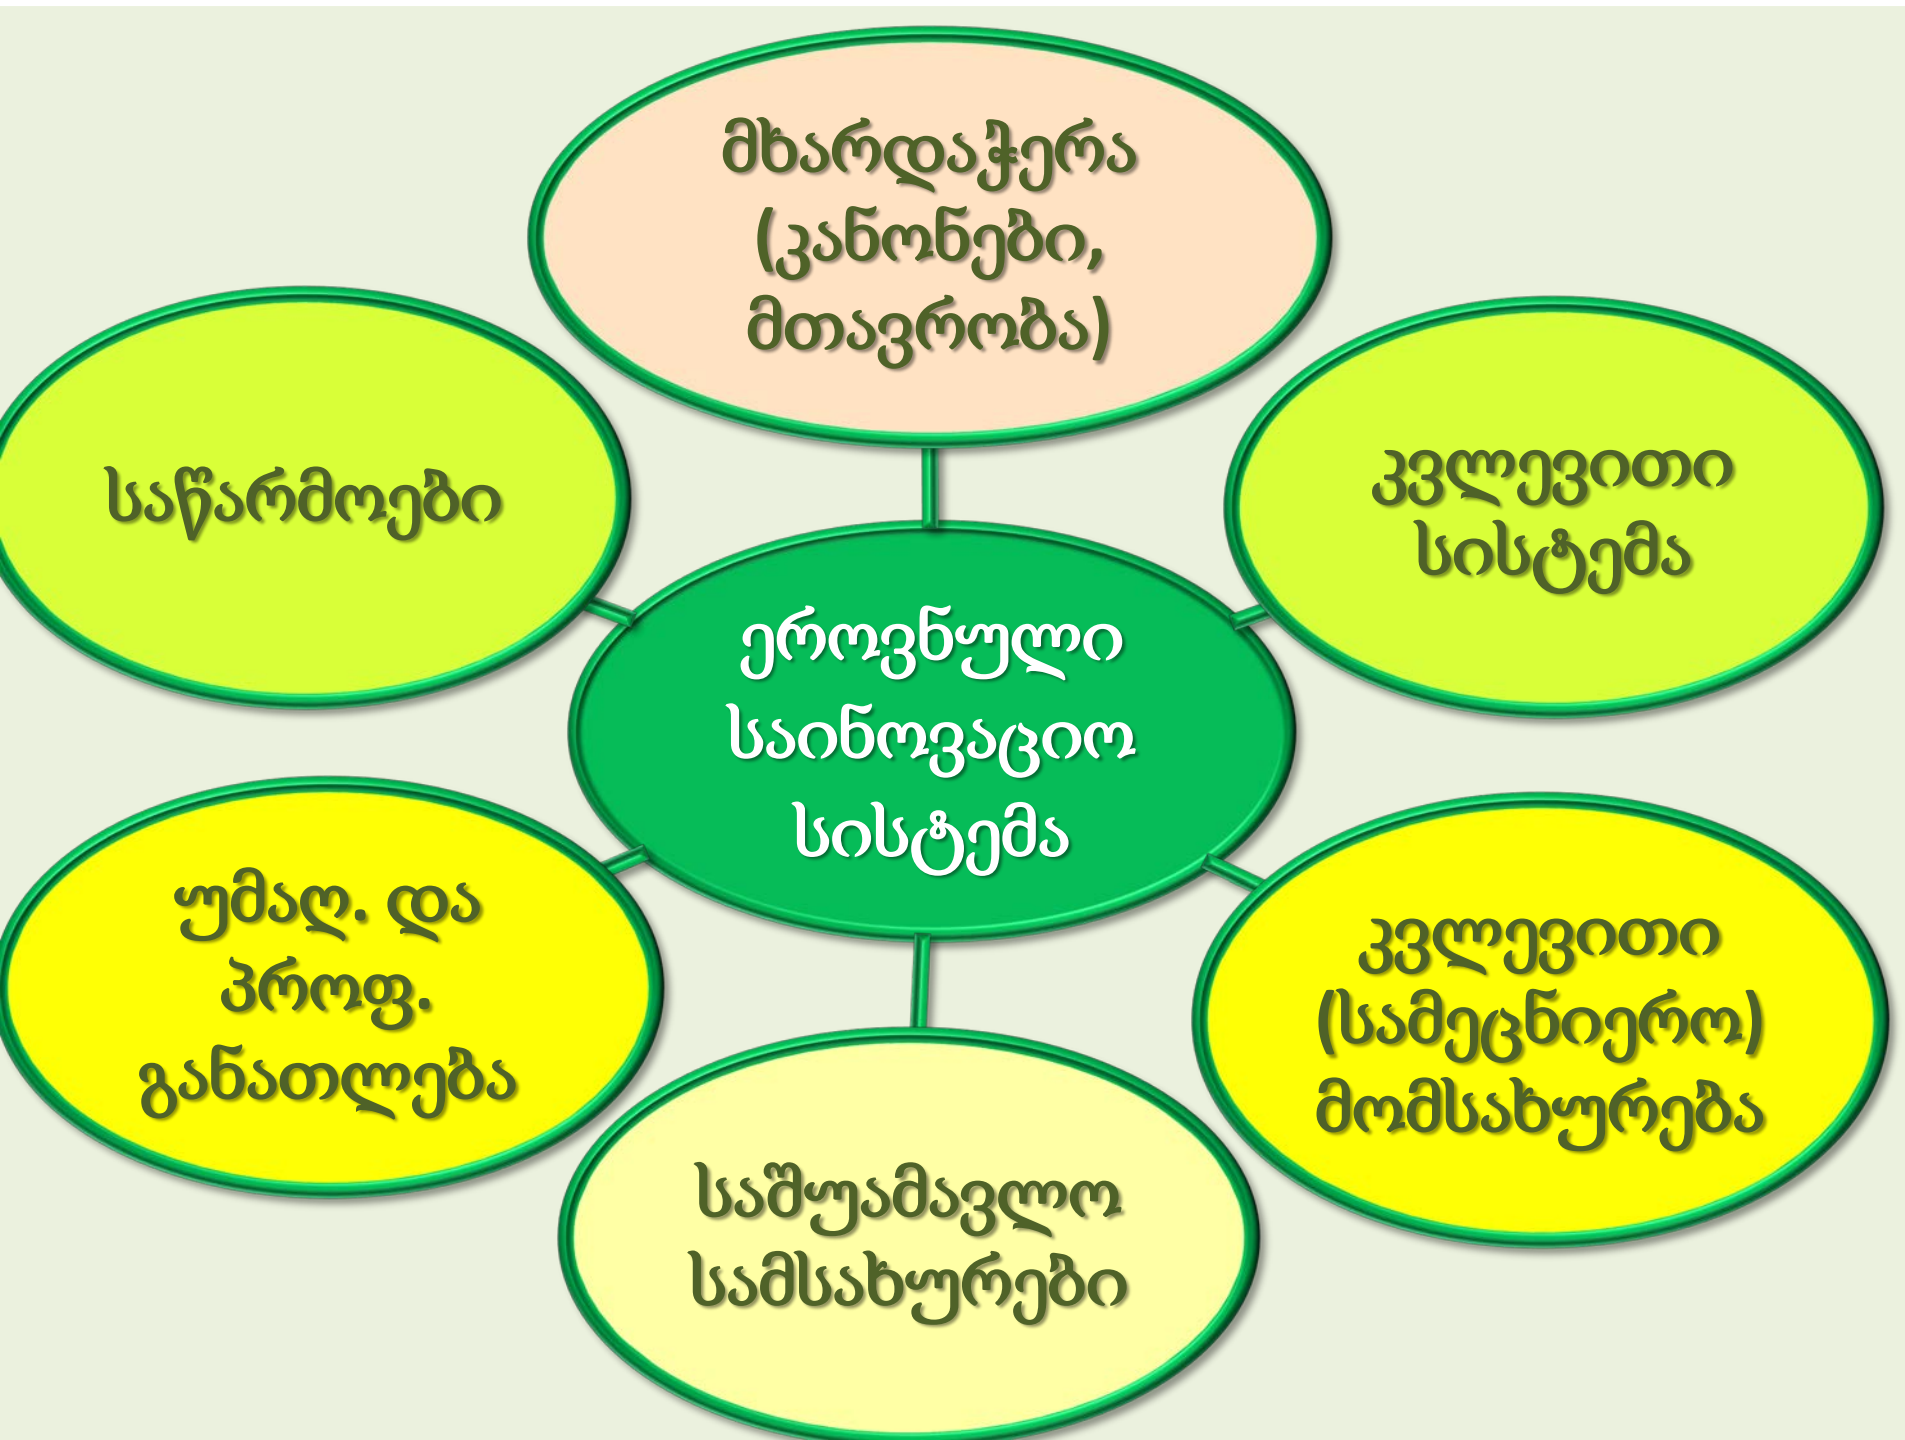 მხარდაჭერა
(კანონები,
მთავრობა)
საწარმოები
კვლევითი
სისტემა
ეროვნული
საინოვაციო
სისტემა
უმაღ. და
პროფ.
განათლება
კვლევითი
(სამეცნიერო)
მომსახურება
საშუამავლო
სამსახურები